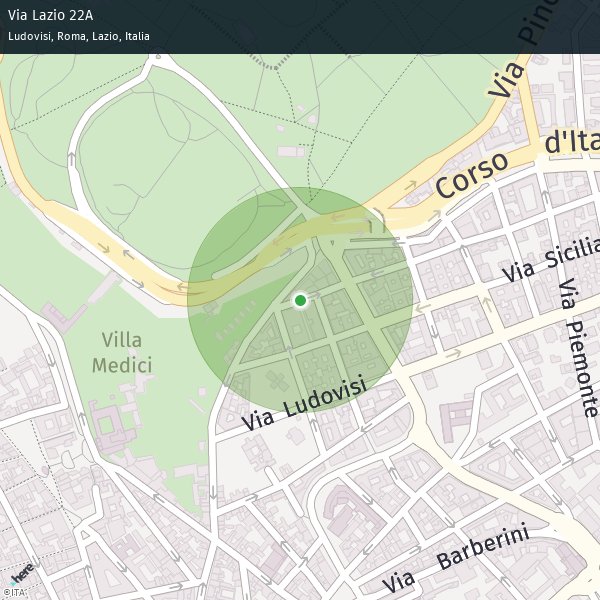 Via Lazio 22A
Ludovisi, Roma, Lazio, Italia
Via Pinc
Corso d'Ita
Via Sicilia
Via Piemonte
Villa
Medici
Via Ludovisi
Via Barberini
here
©ITA